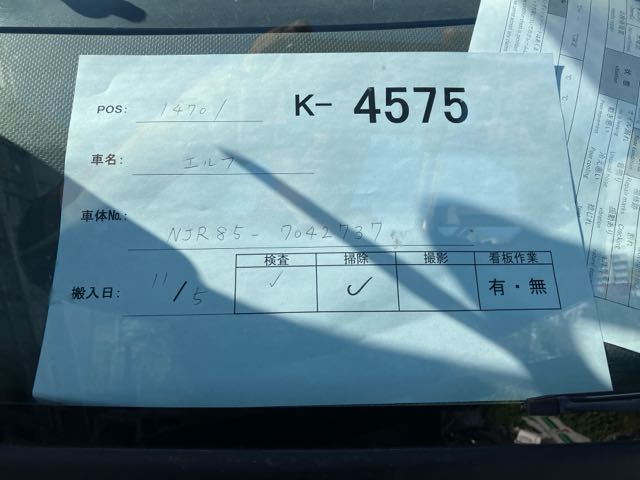 POS: 14701
K- 4575
車名: エルフ
車体No. NJR85-7042737
搬入日: 11/5
検査 掃除 撮影 看板作業
✓ ✓ 有・無